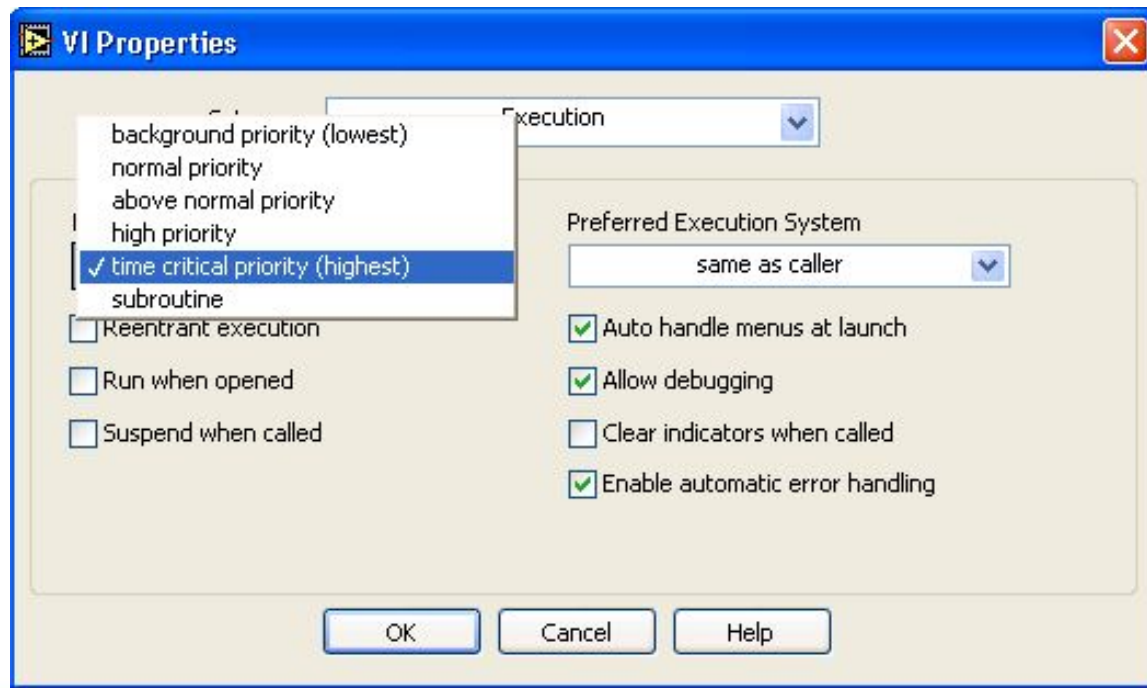 VI Properties
Execution
background priority (lowest)
normal priority
above normal priority
high priority
time critical priority (highest)
subroutine
Preferred Execution System
same as caller
Reentrant execution
Auto handle menus at launch
Run when opened
Allow debugging
Suspend when called
Clear indicators when called
Enable automatic error handling
OK
Cancel
Help